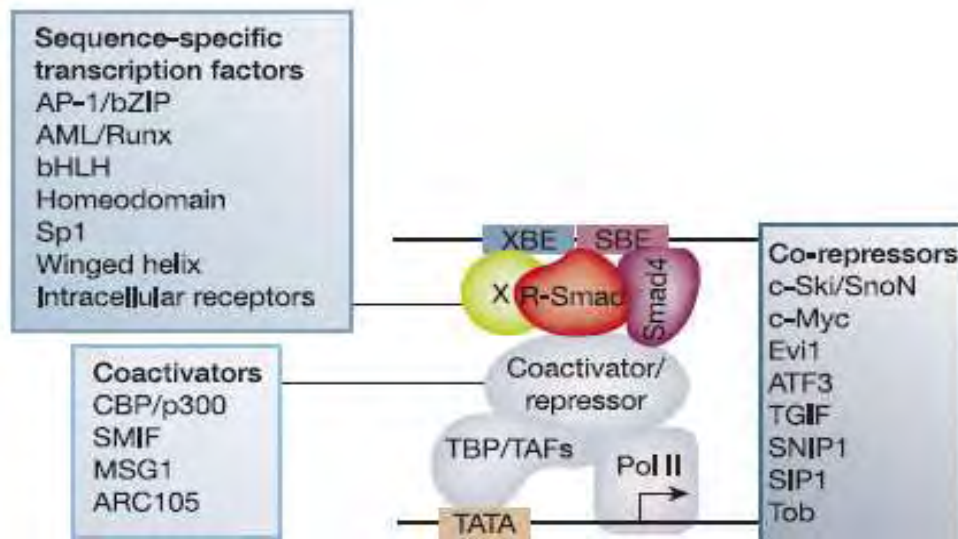 Sequence-specific
transcription factors
AP-1/bZIP
AML/Runx
bHLH
Homeodomain
Sp1
Winged helix
Intracellular receptors
Coactivators
CBP/p300
SMIF
MSG1
ARC105
XBE SBE
X R-Smad Smad4
Coactivator/
repressor
TBP/TAFs
Pol II
TATA
Co-repressors
c-Ski/SnoN
c-Myc
Evi1
ATF3
TGIF
SNIP1
SIP1
Tob